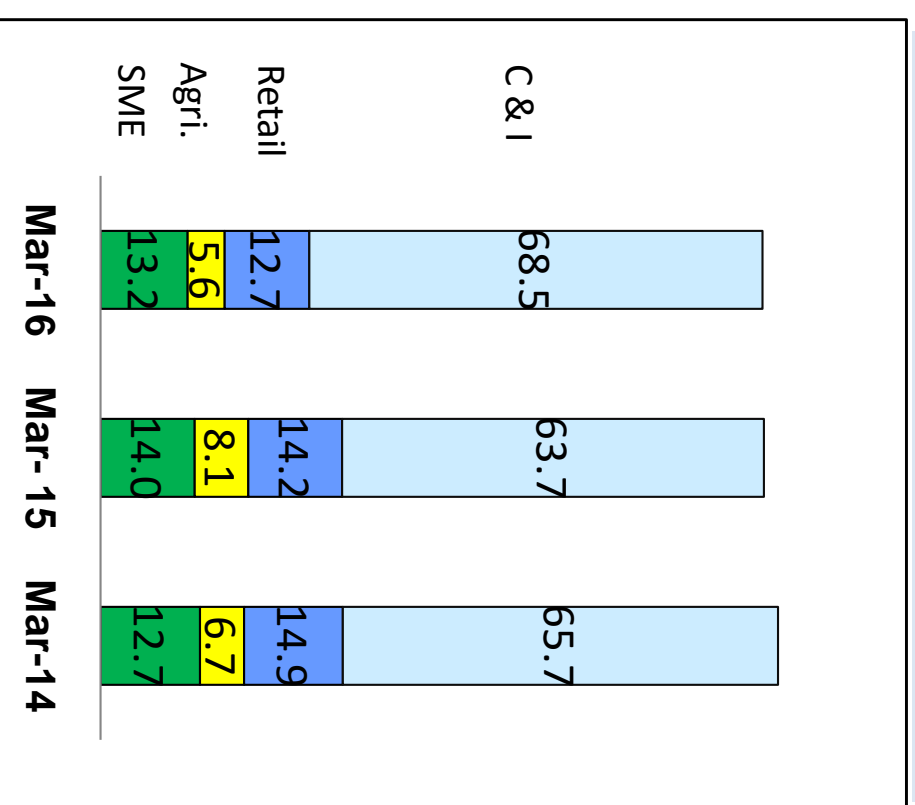 C & I 68.5 63.7 65.7
Retail 12.7 14.2 14.9
Agri. 5.6 8.1 6.7
SME 13.2 14.0 12.7
Mar-16 Mar- 15 Mar-14